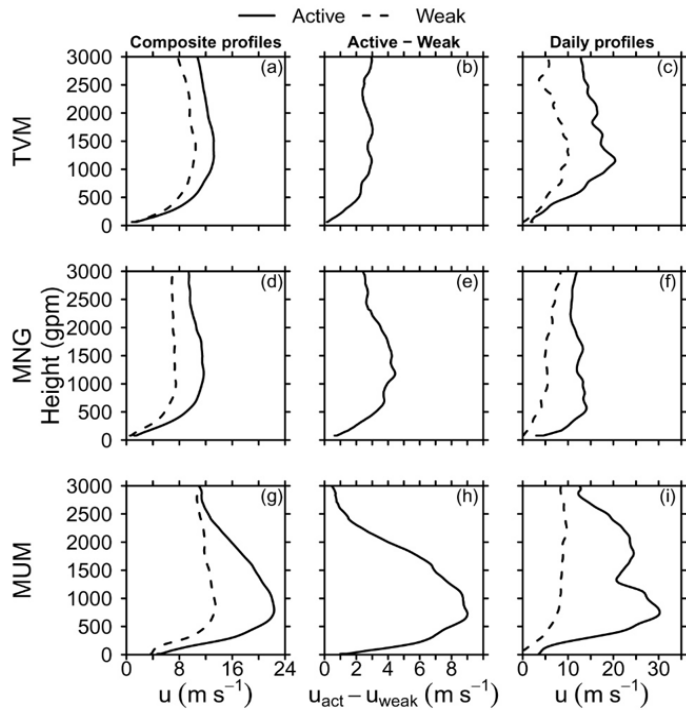 Active Weak
Composite profiles Active − Weak Daily profiles
TVM
3000
2500
2000
1500
1000
500
0
(a) (b) (c)
MNG
Height (gpm)
3000
2500
2000
1500
1000
500
0
(d) (e) (f)
MUM
3000
2500
2000
1500
1000
500
0
(g) (h) (i)
0 8 16 24 0 2 4 6 8 0 10 20 30
u (m s⁻¹) u_act − u_weak (m s⁻¹) u (m s⁻¹)